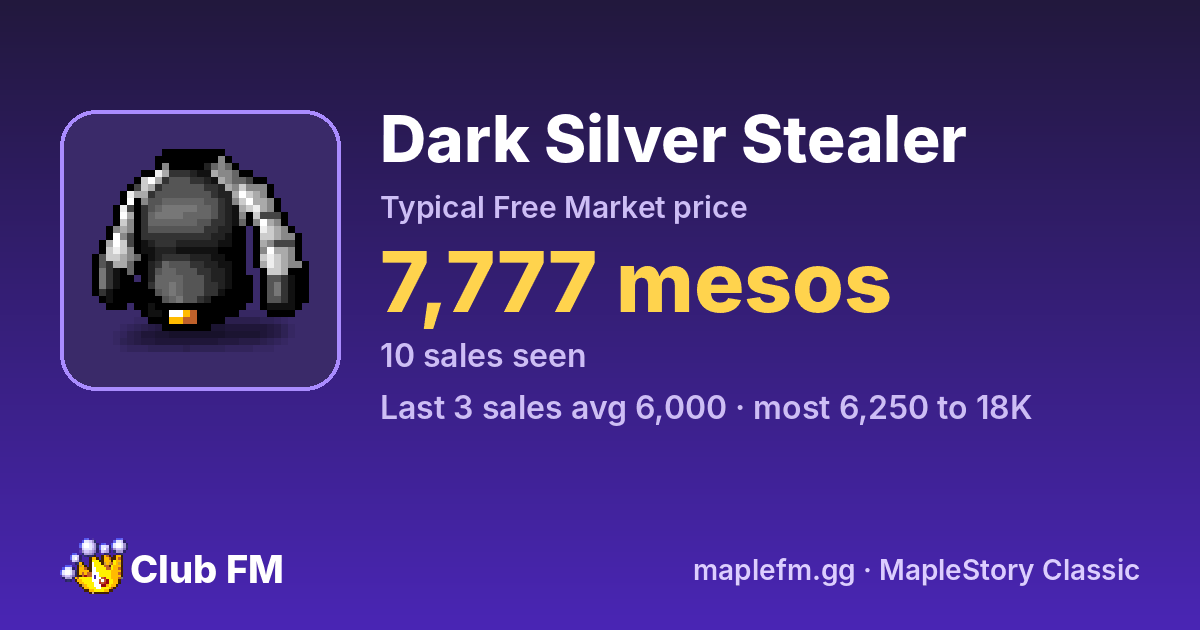 Dark Silver Stealer
Typical Free Market price
7,777 mesos
10 sales seen
Last 3 sales avg 6,000 · most 6,250 to 18K
Club FM
maplefm.gg · MapleStory Classic